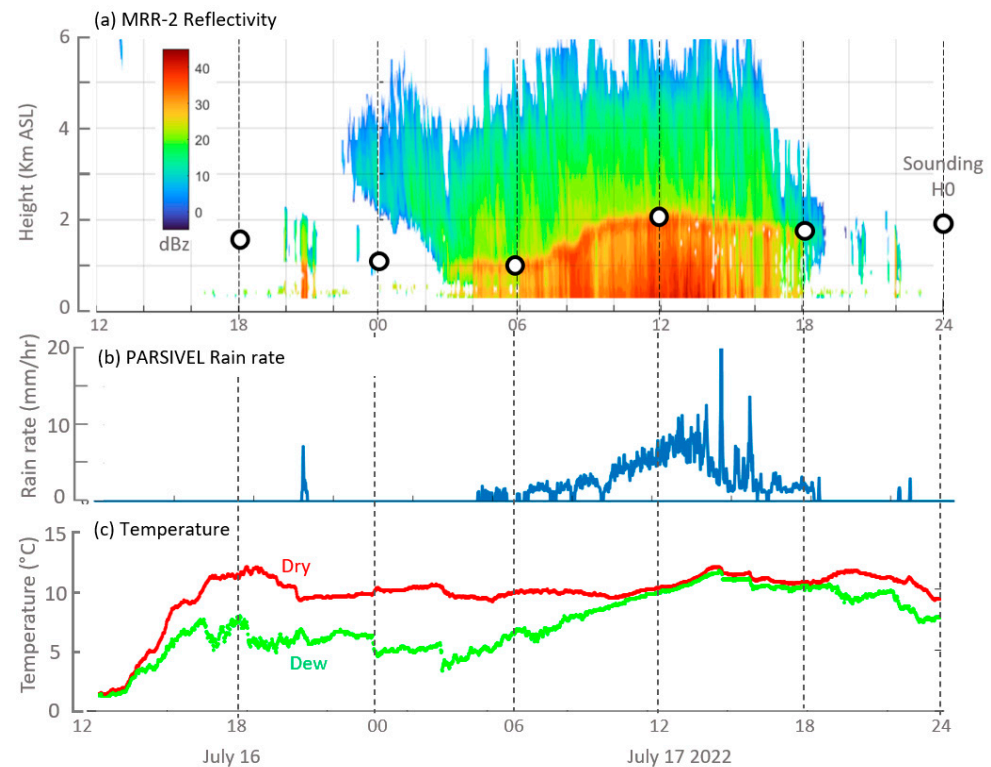 (a) MRR-2 Reflectivity
6
4
2
0
Height (Km ASL)
40
30
20
10
0
dBz
Sounding
H0
12 18 00 06 12 18 24
(b) PARSIVEL Rain rate
20
10
0
Rain rate (mm/hr)
(c) Temperature
15
10
5
0
Temperature (°C)
Dry
Dew
12 18 00 06 12 18 24
July 16 July 17 2022